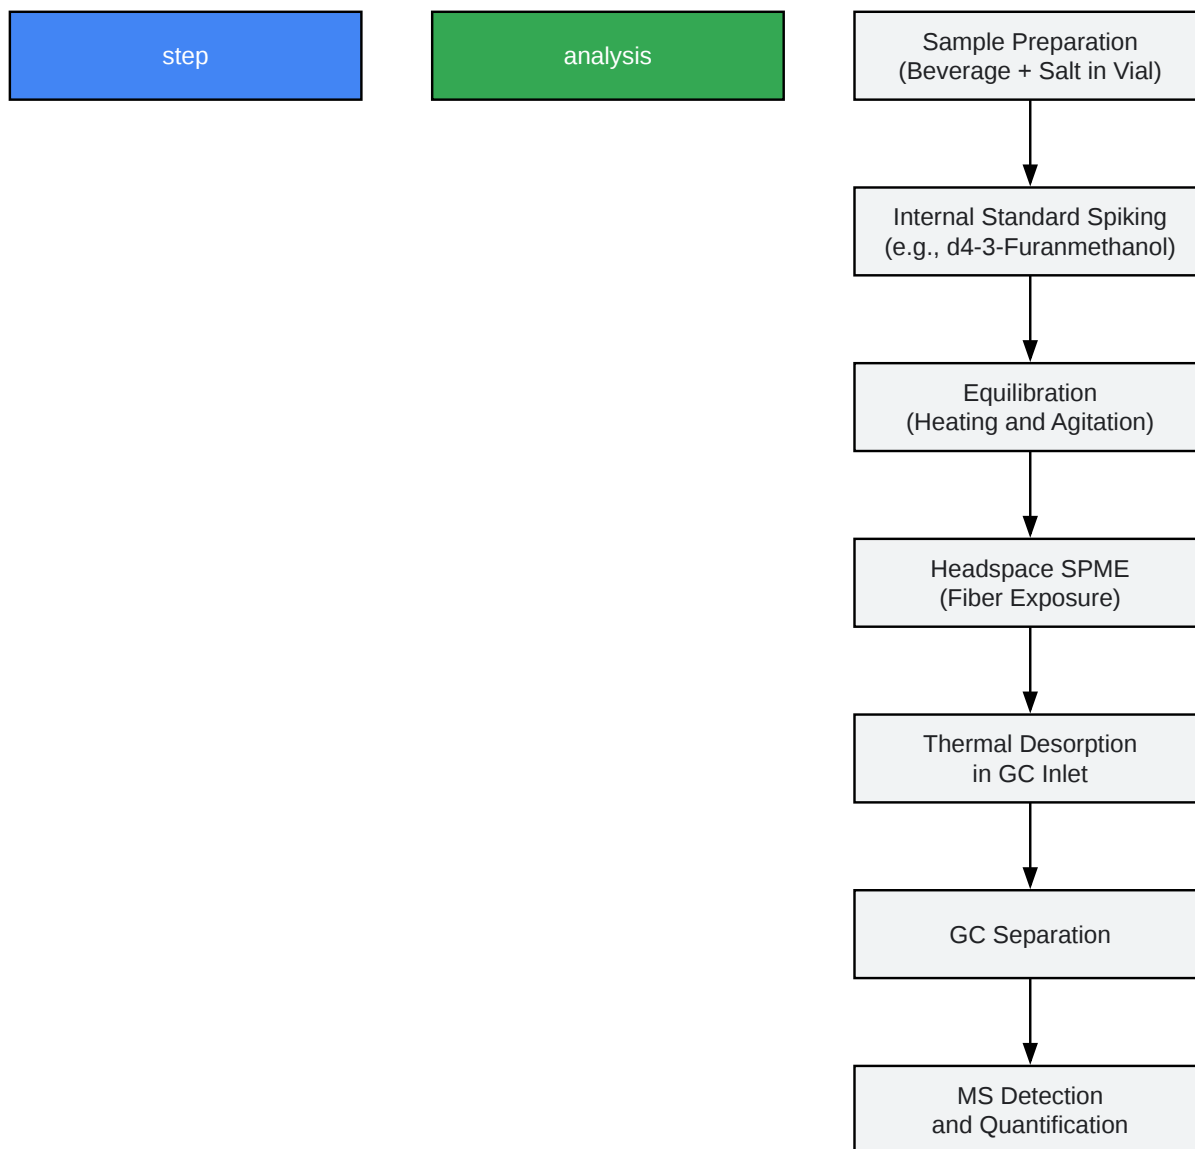 step
analysis
Sample Preparation
(Beverage + Salt in Vial)
Internal Standard Spiking
(e.g., d4-3-Furanmethanol)
Equilibration
(Heating and Agitation)
Headspace SPME
(Fiber Exposure)
Thermal Desorption
in GC Inlet
GC Separation
MS Detection
and Quantification